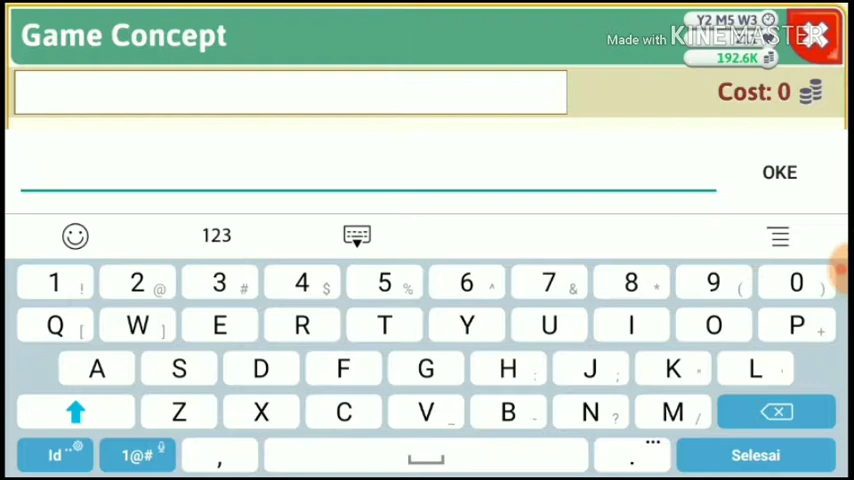 Game Concept
Y2 M5 W3
Made with KINEMASTER
192.6K
Cost: 0
OKE
123
1 ! 2 @ 3 # 4 $ 5 % 6 ^ 7 & 8 * 9 ( 0 )
Q [ W ] E R T Y U I O P +
A S D F G H : J ; K " L '
Z X C V _ B - N ? M /
Id 1@# , . ... Selesai